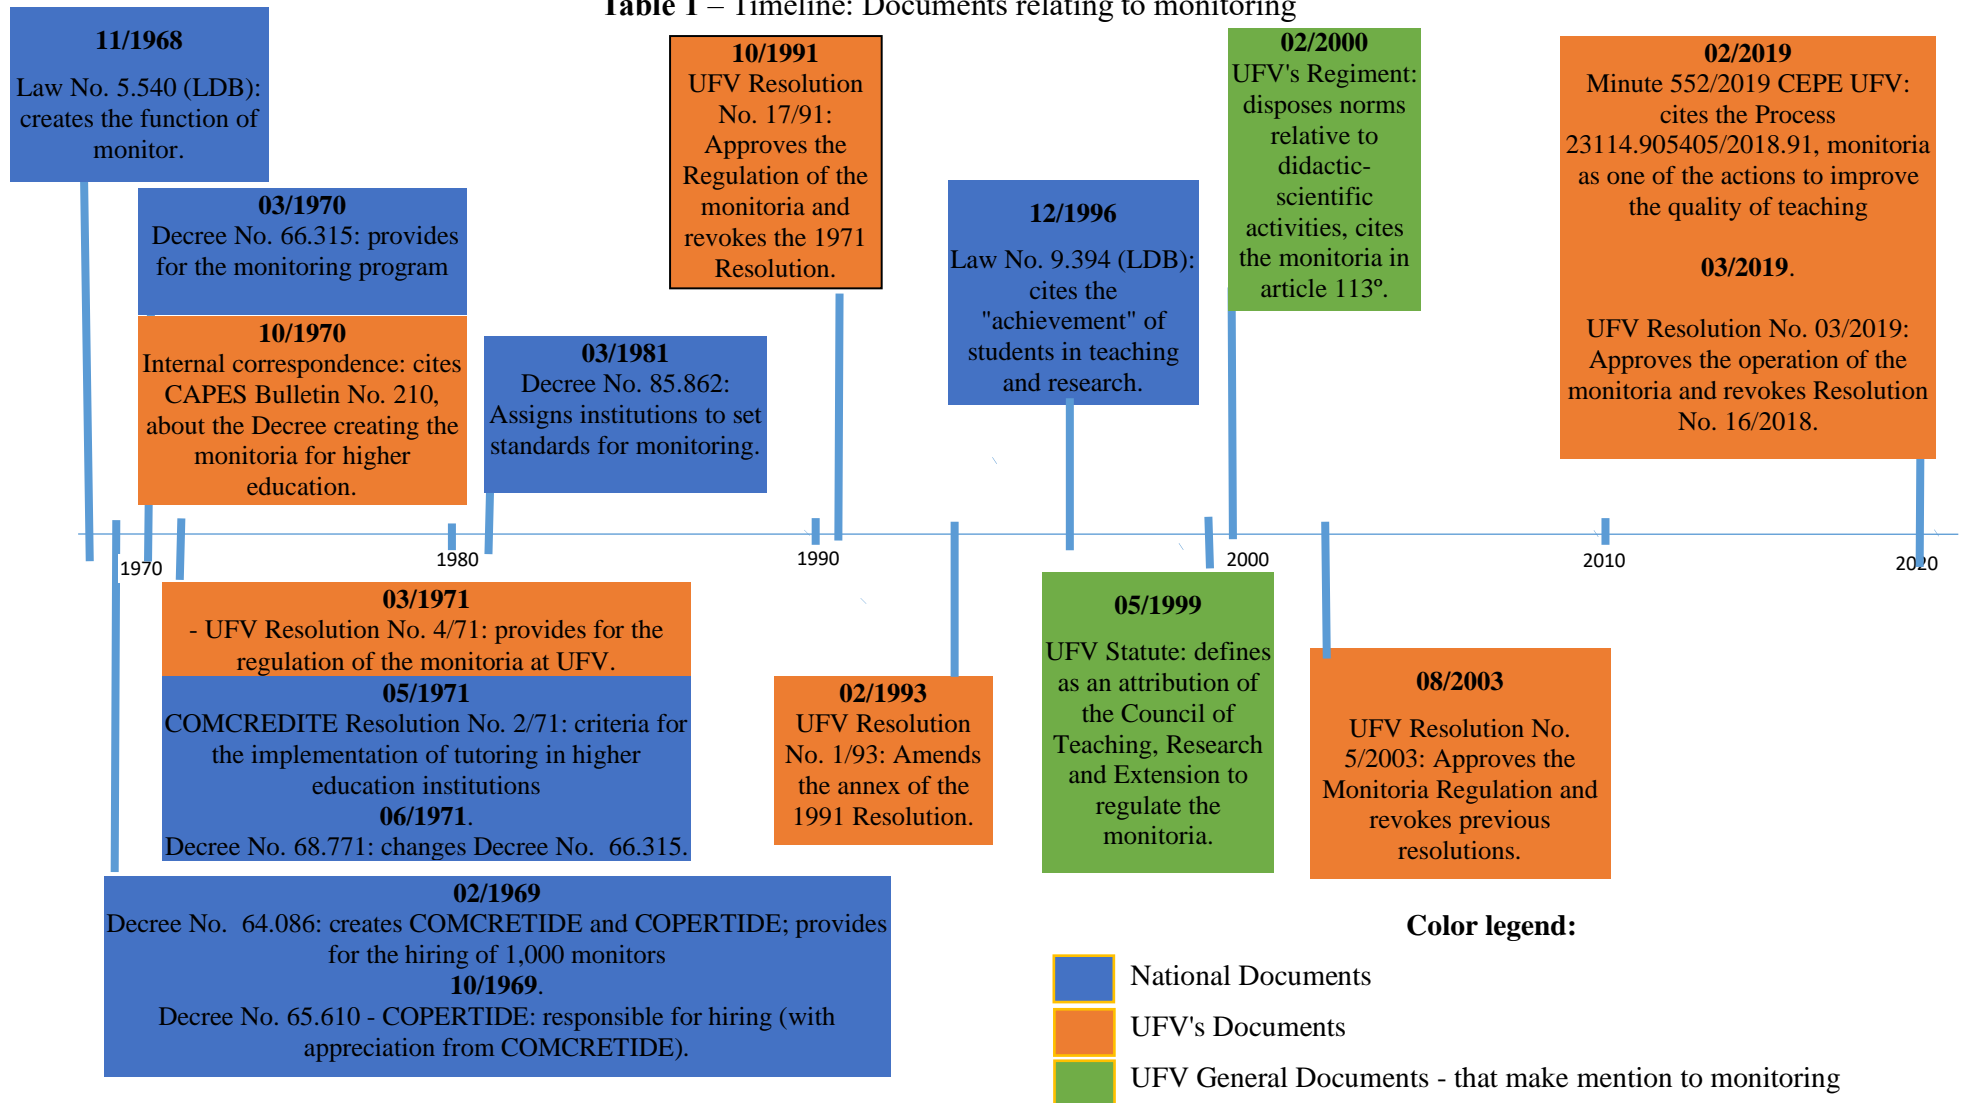 Table 1 – Timeline: Documents relating to monitoring
11/1968
Law No. 5.540 (LDB):
creates the function of
monitor.
03/1970
Decree No. 66.315: provides
for the monitoring program
10/1970
Internal correspondence: cites
CAPES Bulletin No. 210,
about the Decree creating the
monitoria for higher
education.
03/1981
Decree No. 85.862:
Assigns institutions to set
standards for monitoring.
10/1991
UFV Resolution
No. 17/91:
Approves the
Regulation of the
monitoria and
revokes the 1971
Resolution.
12/1996
Law No. 9.394 (LDB):
cites the
"achievement" of
students in teaching
and research.
02/2000
UFV's Regiment:
disposes norms
relative to
didactic-
scientific
activities, cites
the monitoria in
article 113º.
02/2019
Minute 552/2019 CEPE UFV:
cites the Process
23114.905405/2018.91, monitoria
as one of the actions to improve
the quality of teaching
03/2019.
UFV Resolution No. 03/2019:
Approves the operation of the
monitoria and revokes Resolution
No. 16/2018.
1970
1980
1990
2000
2010
2020
03/1971
- UFV Resolution No. 4/71: provides for the
regulation of the monitoria at UFV.
05/1971
COMCREDITE Resolution No. 2/71: criteria for
the implementation of tutoring in higher
education institutions
06/1971.
Decree No. 68.771: changes Decree No. 66.315.
02/1969
Decree No. 64.086: creates COMCRETIDE and COPERTIDE; provides
for the hiring of 1,000 monitors
10/1969.
Decree No. 65.610 - COPERTIDE: responsible for hiring (with
appreciation from COMCRETIDE).
02/1993
UFV Resolution
No. 1/93: Amends
the annex of the
1991 Resolution.
05/1999
UFV Statute: defines
as an attribution of
the Council of
Teaching, Research
and Extension to
regulate the
monitoria.
08/2003
UFV Resolution No.
5/2003: Approves the
Monitoria Regulation and
revokes previous
resolutions.
Color legend:
National Documents
UFV's Documents
UFV General Documents - that make mention to monitoring